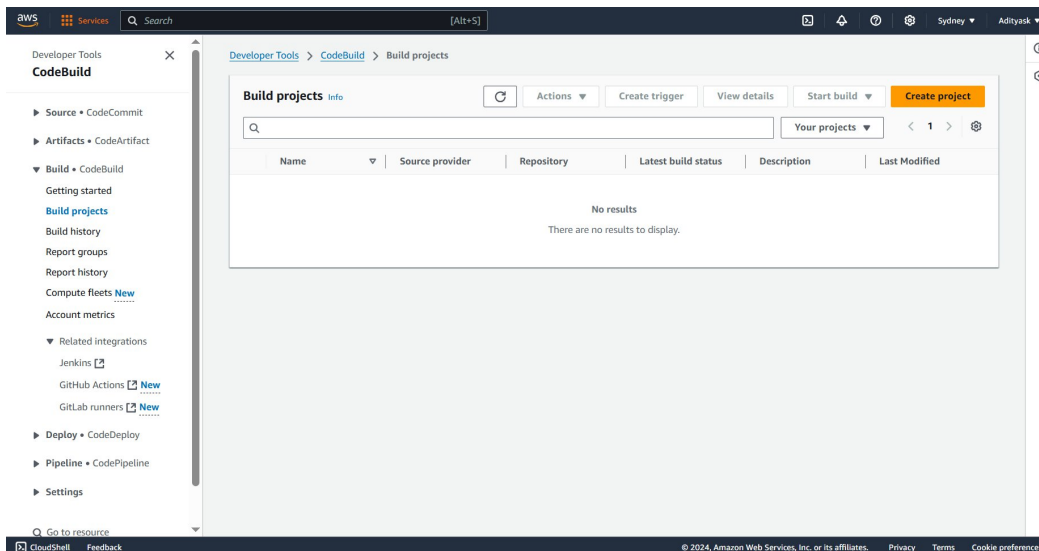 aws Services Search [Alt+S] Sydney ▼ Adityask ▼
Developer Tools
CodeBuild
▶ Source • CodeCommit
▶ Artifacts • CodeArtifact
▼ Build • CodeBuild
Getting started
Build projects
Build history
Report groups
Report history
Compute fleets New
Account metrics
▼ Related integrations
Jenkins
GitHub Actions New
GitLab runners New
▶ Deploy • CodeDeploy
▶ Pipeline • CodePipeline
▶ Settings
Go to resource
Developer Tools > CodeBuild > Build projects
Build projects Info Actions ▼ Create trigger View details Start build ▼ Create project
Your projects ▼ < 1 >
Name Source provider Repository Latest build status Description Last Modified
No results
There are no results to display.
CloudShell Feedback © 2024, Amazon Web Services, Inc. or its affiliates. Privacy Terms Cookie preference